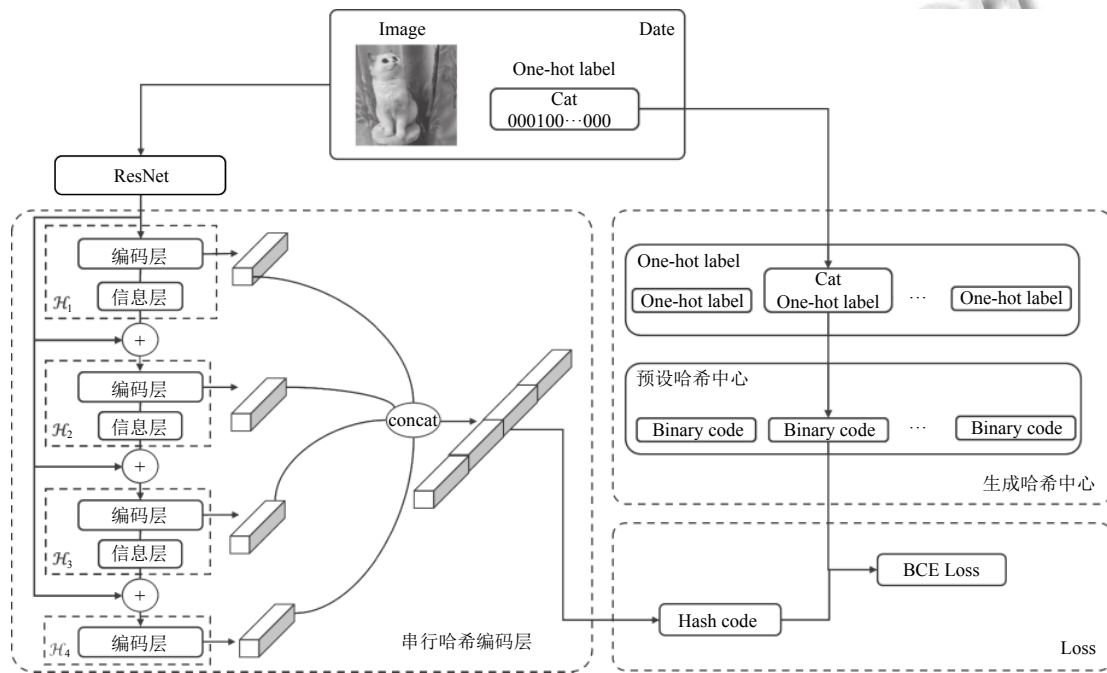 Image
Date
One-hot label
Cat
000100···000
ResNet
编码层
信息层
ℋ1
+
编码层
信息层
ℋ2
+
编码层
信息层
ℋ3
+
编码层
ℋ4
concat
串行哈希编码层
One-hot label
One-hot label
Cat
One-hot label
···
One-hot label
预设哈希中心
Binary code
Binary code
···
Binary code
生成哈希中心
BCE Loss
Hash code
Loss